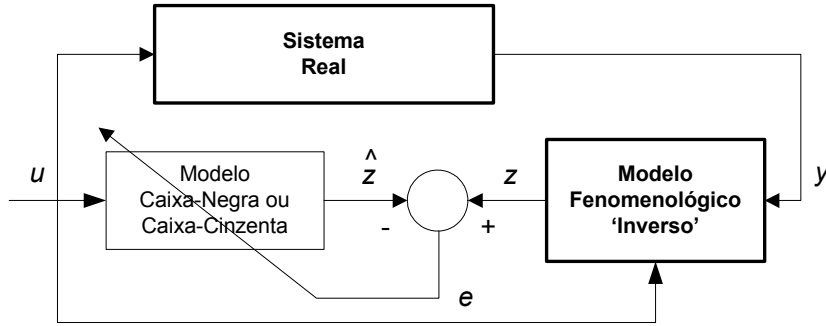 Sistema
Real
u
Modelo
Caixa-Negra ou
Caixa-Cinzenta
^
z
-
z
+
Modelo
Fenomenológico
‘Inverso’
y
e